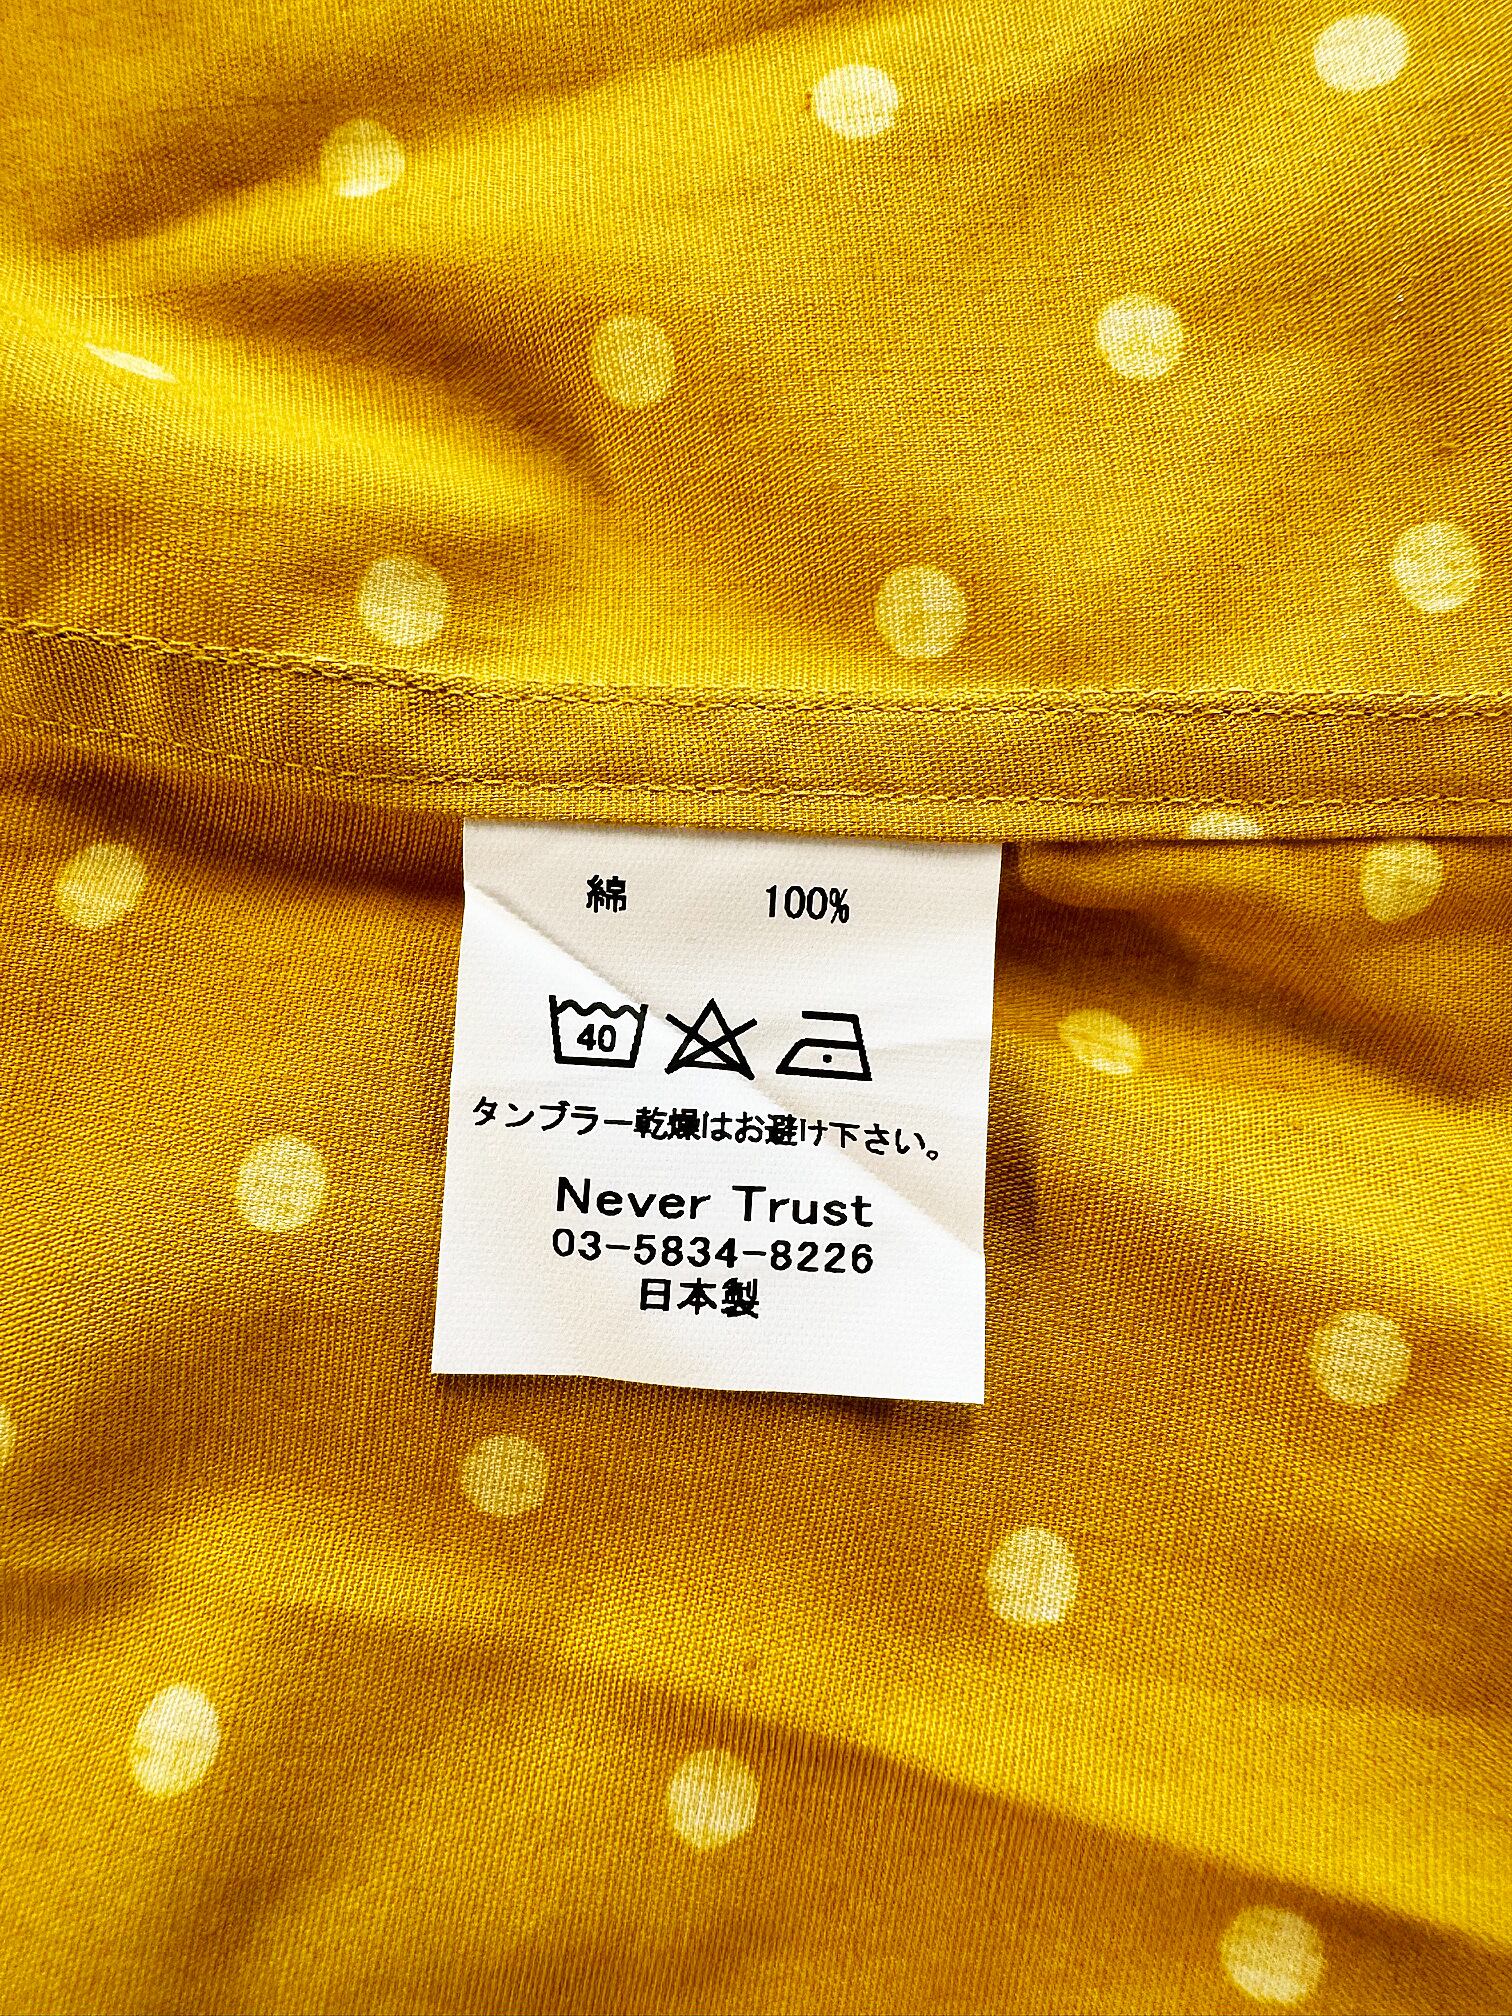 綿 100%
40
タンブラー乾燥はお避け下さい。
Never Trust
03-5834-8226
日本製